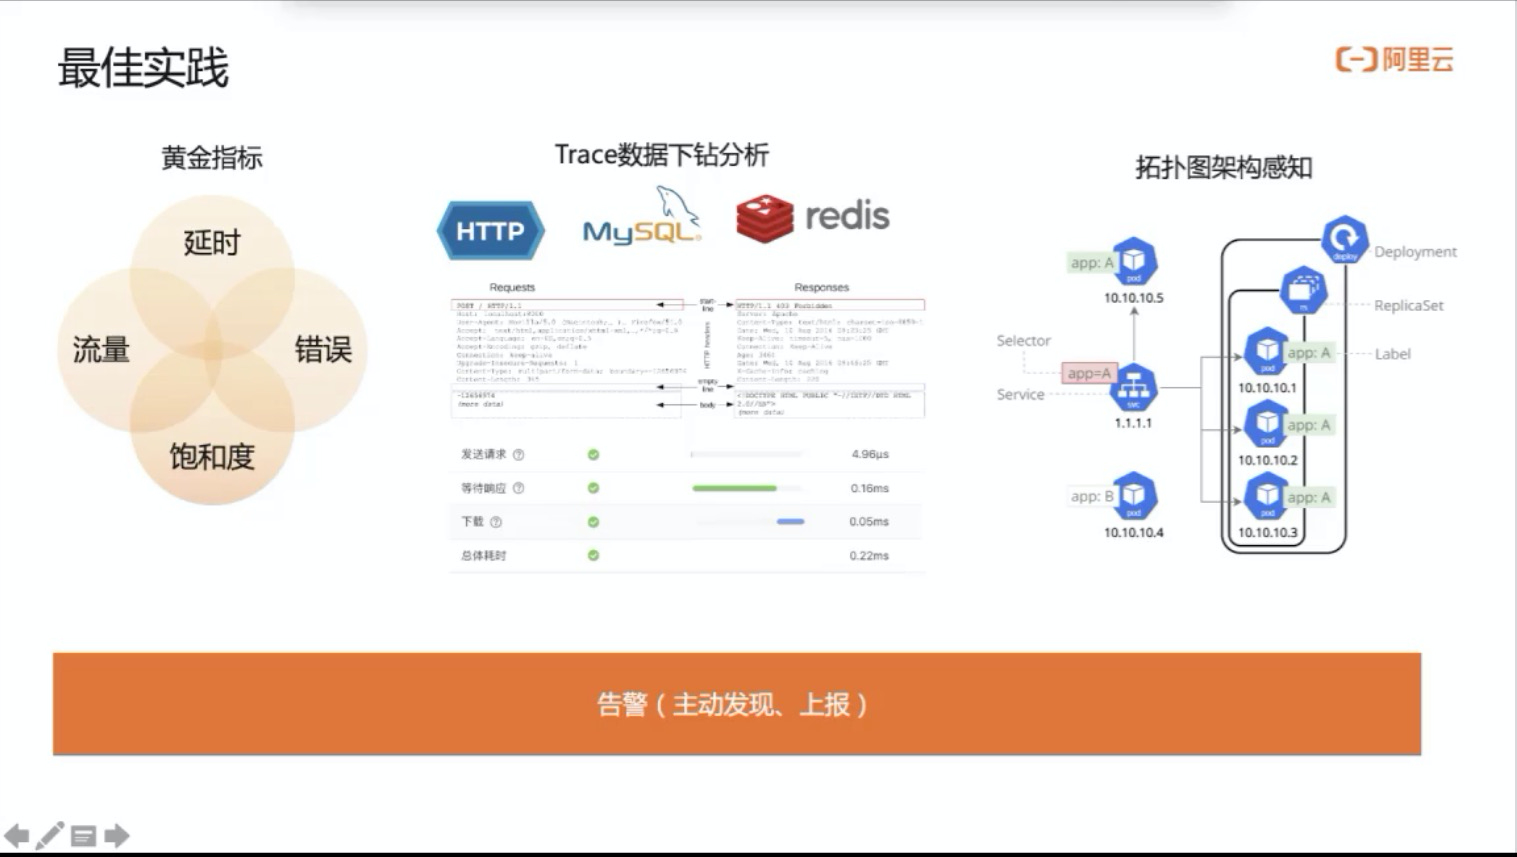 最佳实践
阿里云
黄金指标
延时
流量
错误
饱和度
Trace数据下钻分析
HTTP
MySQL
redis
Requests
Responses
POST / HTTP/1.1
start-
line
HTTP/1.1 403 Forbidden
HTTP headers
empty
line
body
-12656974
(more data)
(more data)
发送请求
4.96μs
等待响应
0.16ms
下载
0.05ms
总体耗时
0.22ms
拓扑图架构感知
app: A
pod
10.10.10.5
deploy
Deployment
rs
ReplicaSet
Selector
app=A
Service
svc
1.1.1.1
pod
app: A
Label
10.10.10.1
pod
app: A
10.10.10.2
app: B
pod
10.10.10.4
pod
app: A
10.10.10.3
告警（主动发现、上报）